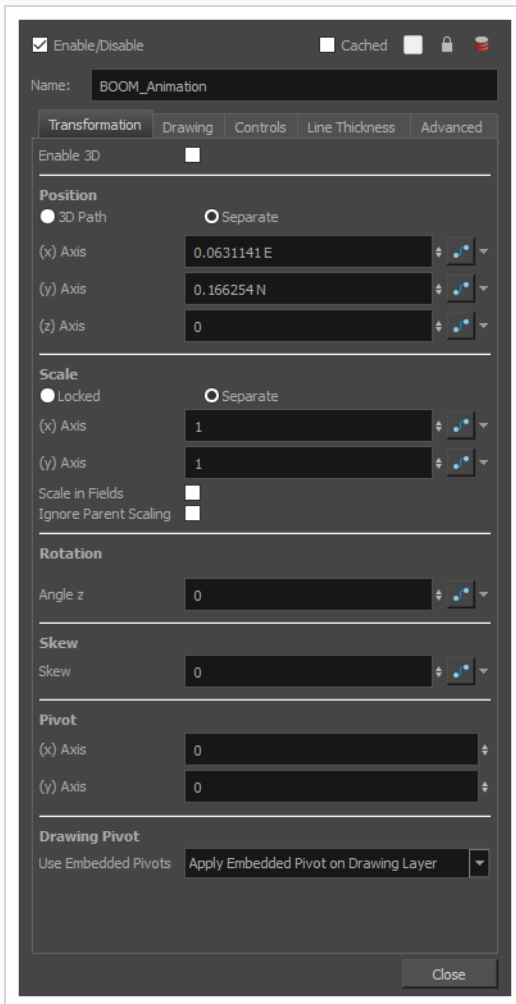 Enable/Disable Cached
Name: BOOM_Animation
Transformation Drawing Controls Line Thickness Advanced
Enable 3D
Position
3D Path Separate
(x) Axis 0.0631141 E
(y) Axis 0.166254 N
(z) Axis 0
Scale
Locked Separate
(x) Axis 1
(y) Axis 1
Scale in Fields
Ignore Parent Scaling
Rotation
Angle z 0
Skew
Skew 0
Pivot
(x) Axis 0
(y) Axis 0
Drawing Pivot
Use Embedded Pivots Apply Embedded Pivot on Drawing Layer
Close